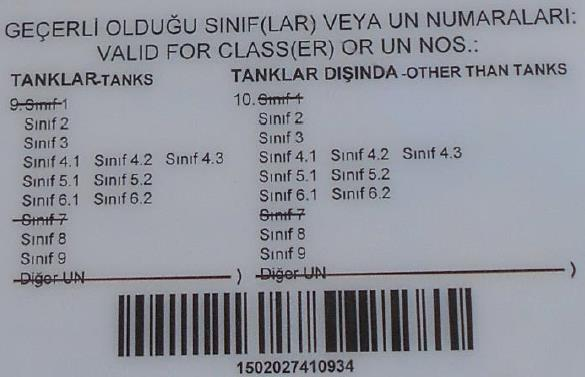 GEÇERLİ OLDUĞU SINIF(LAR) VEYA UN NUMARALARI:
VALID FOR CLASS(ER) OR UN NOS.:
TANKLAR-TANKS
9. Sınıf 1
Sınıf 2
Sınıf 3
Sınıf 4.1 Sınıf 4.2 Sınıf 4.3
Sınıf 5.1 Sınıf 5.2
Sınıf 6.1 Sınıf 6.2
Sınıf 7
Sınıf 8
Sınıf 9
Diğer UN )
TANKLAR DIŞINDA -OTHER THAN TANKS
10. Sınıf 1
Sınıf 2
Sınıf 3
Sınıf 4.1 Sınıf 4.2 Sınıf 4.3
Sınıf 5.1 Sınıf 5.2
Sınıf 6.1 Sınıf 6.2
Sınıf 7
Sınıf 8
Sınıf 9
Diğer UN )
1502027410934